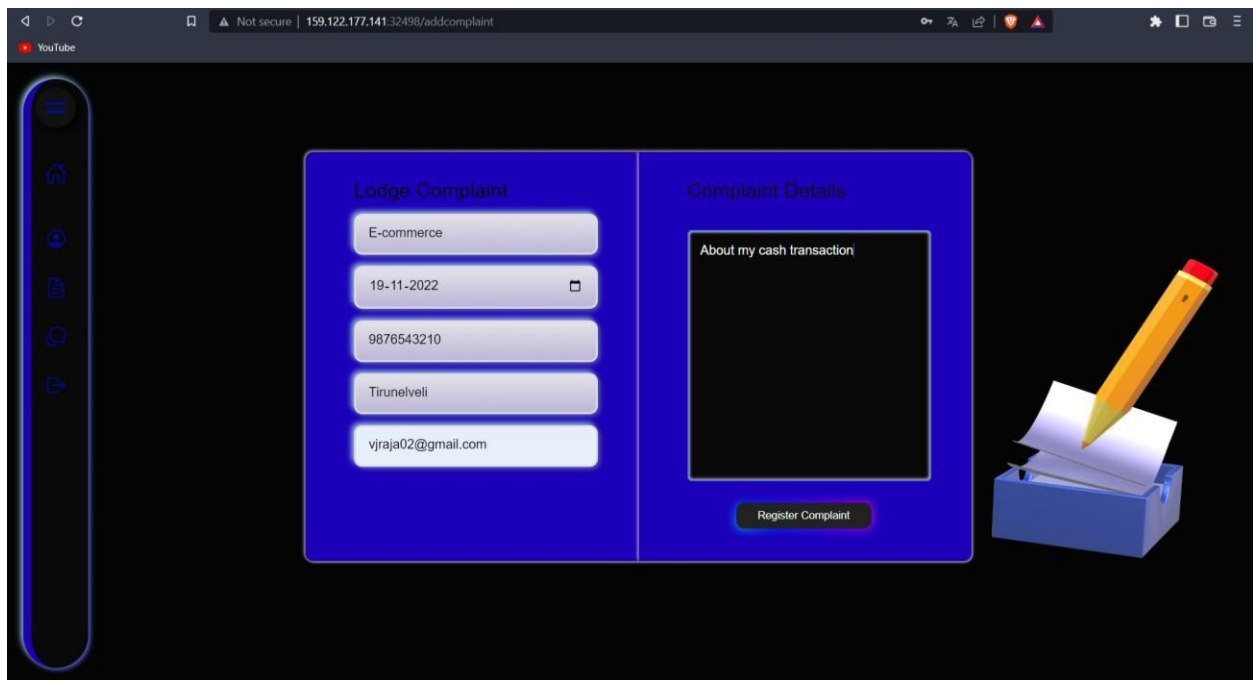 Not secure | 159.122.177.141:32498/addcomplaint
YouTube
Lodge Complaint
E-commerce
19-11-2022
9876543210
Tirunelveli
vjraja02@gmail.com
Complaint Details
About my cash transaction
Register Complaint